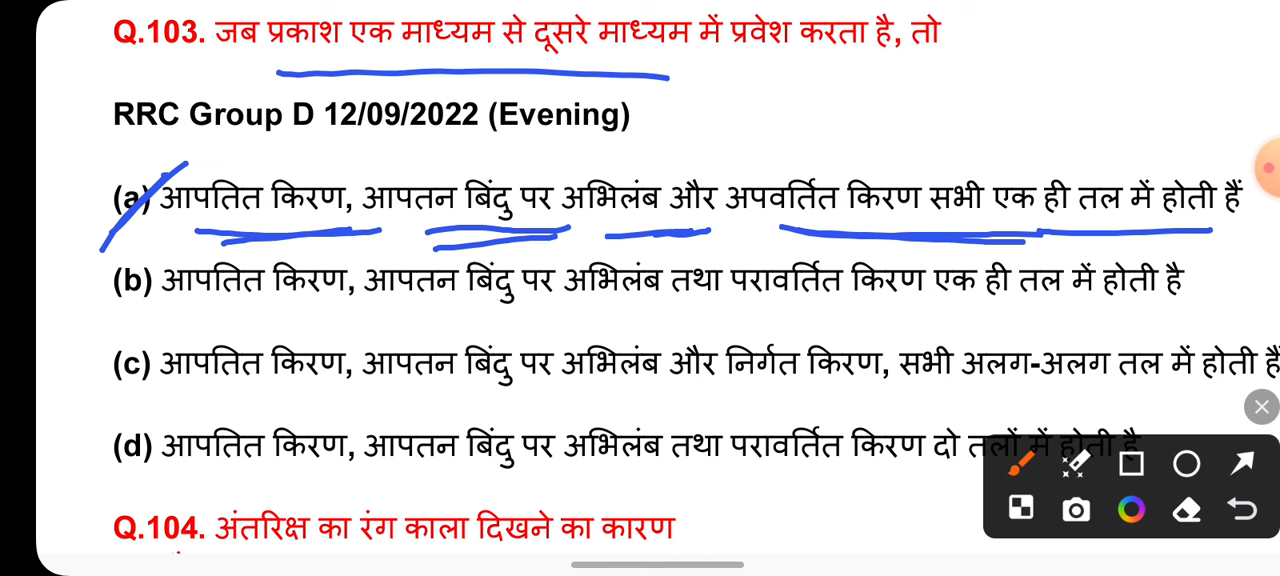 Q.103. जब प्रकाश एक माध्यम से दूसरे माध्यम में प्रवेश करता है, तो
RRC Group D 12/09/2022 (Evening)
(a) आपतित किरण, आपतन बिंदु पर अभिलंब और अपवर्तित किरण सभी एक ही तल में होती हैं
(b) आपतित किरण, आपतन बिंदु पर अभिलंब तथा परावर्तित किरण एक ही तल में होती है
(c) आपतित किरण, आपतन बिंदु पर अभिलंब और निर्गत किरण, सभी अलग-अलग तल में होती हैं
(d) आपतित किरण, आपतन बिंदु पर अभिलंब तथा परावर्तित किरण दो तलों में होती है
Q.104. अंतरिक्ष का रंग काला दिखने का कारण